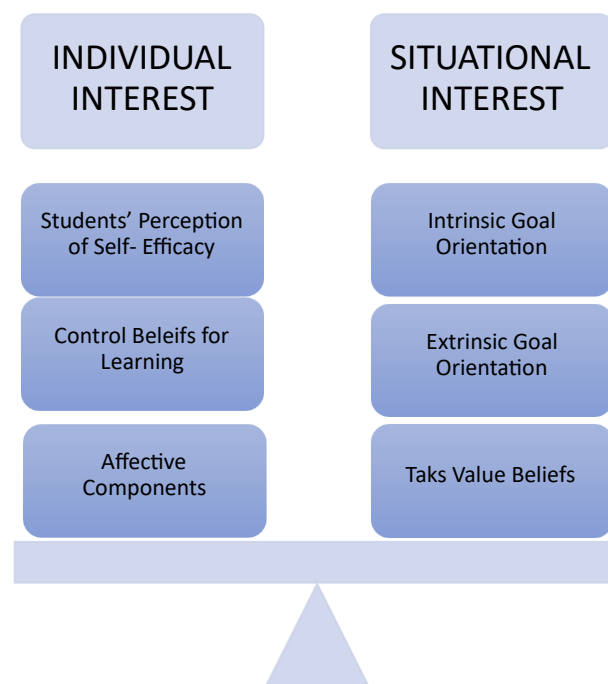 INDIVIDUAL
INTEREST
Students' Perception
of Self- Efficacy
Control Beleifs for
Learning
Affective
Components
SITUATIONAL
INTEREST
Intrinsic Goal
Orientation
Extrinsic Goal
Orientation
Taks Value Beliefs